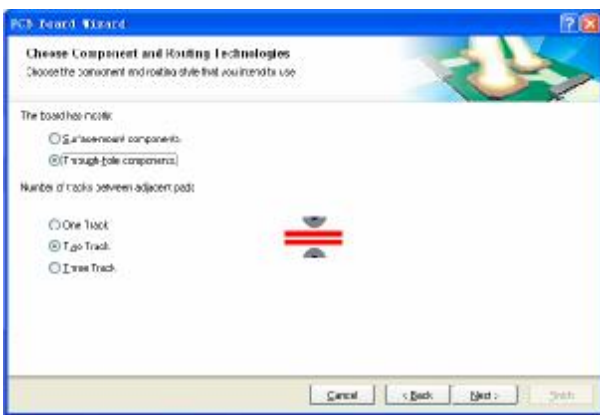 PCB Board Wizard
Choose Component and Routing Technologies
Choose the component and routing style that you intend to use
The board has mostly:
Surface-mount components.
Through-hole components.
Number of tracks between adjacent pads:
One Track.
Two Track.
Three Track.
Cancel
< Back
Next >
Finish